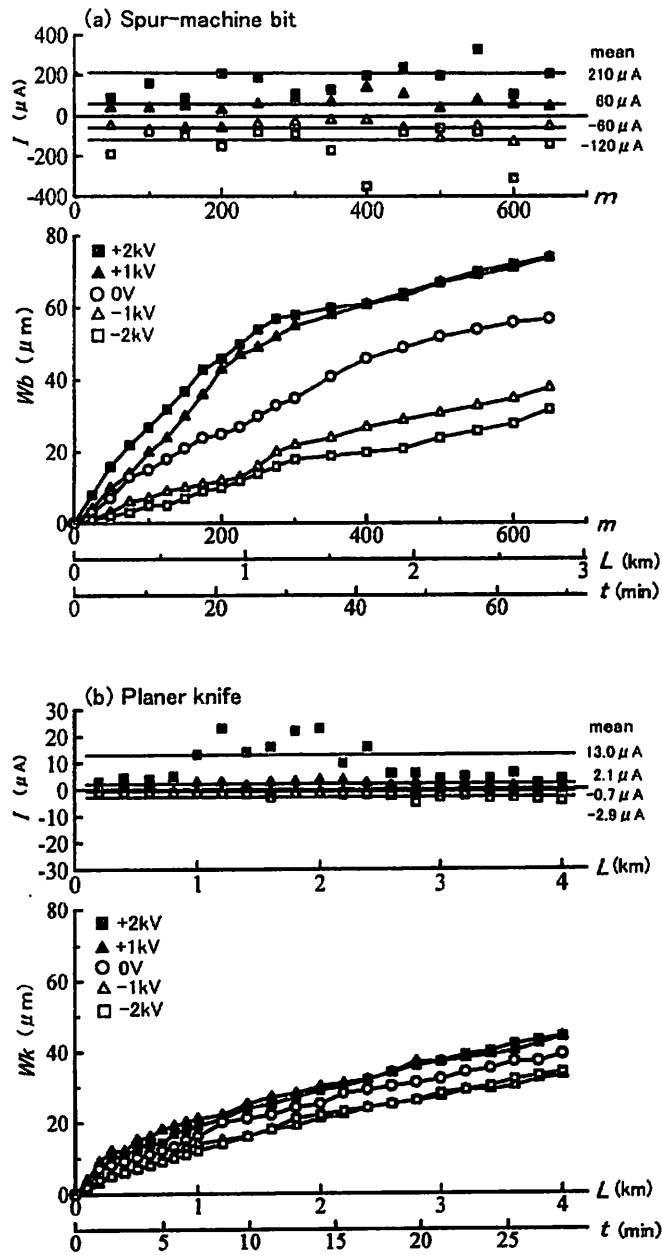 (a) Spur-machine bit
I (μA)
400
200
0
-200
-400
0 200 400 600 m
mean
210 μA
60 μA
-60 μA
-120 μA
Wb (μm)
80
60
40
20
0
+2kV
+1kV
0V
-1kV
-2kV
0 200 400 600 m
0 1 2 3 L (km)
0 20 40 60 t (min)
(b) Planer knife
I (μA)
30
20
10
0
-10
-20
-30
0 1 2 3 4 L (km)
mean
13.0 μA
2.1 μA
-0.7 μA
-2.9 μA
Wk (μm)
80
60
40
20
0
+2kV
+1kV
0V
-1kV
-2kV
0 1 2 3 4 L (km)
0 5 10 15 20 25 t (min)